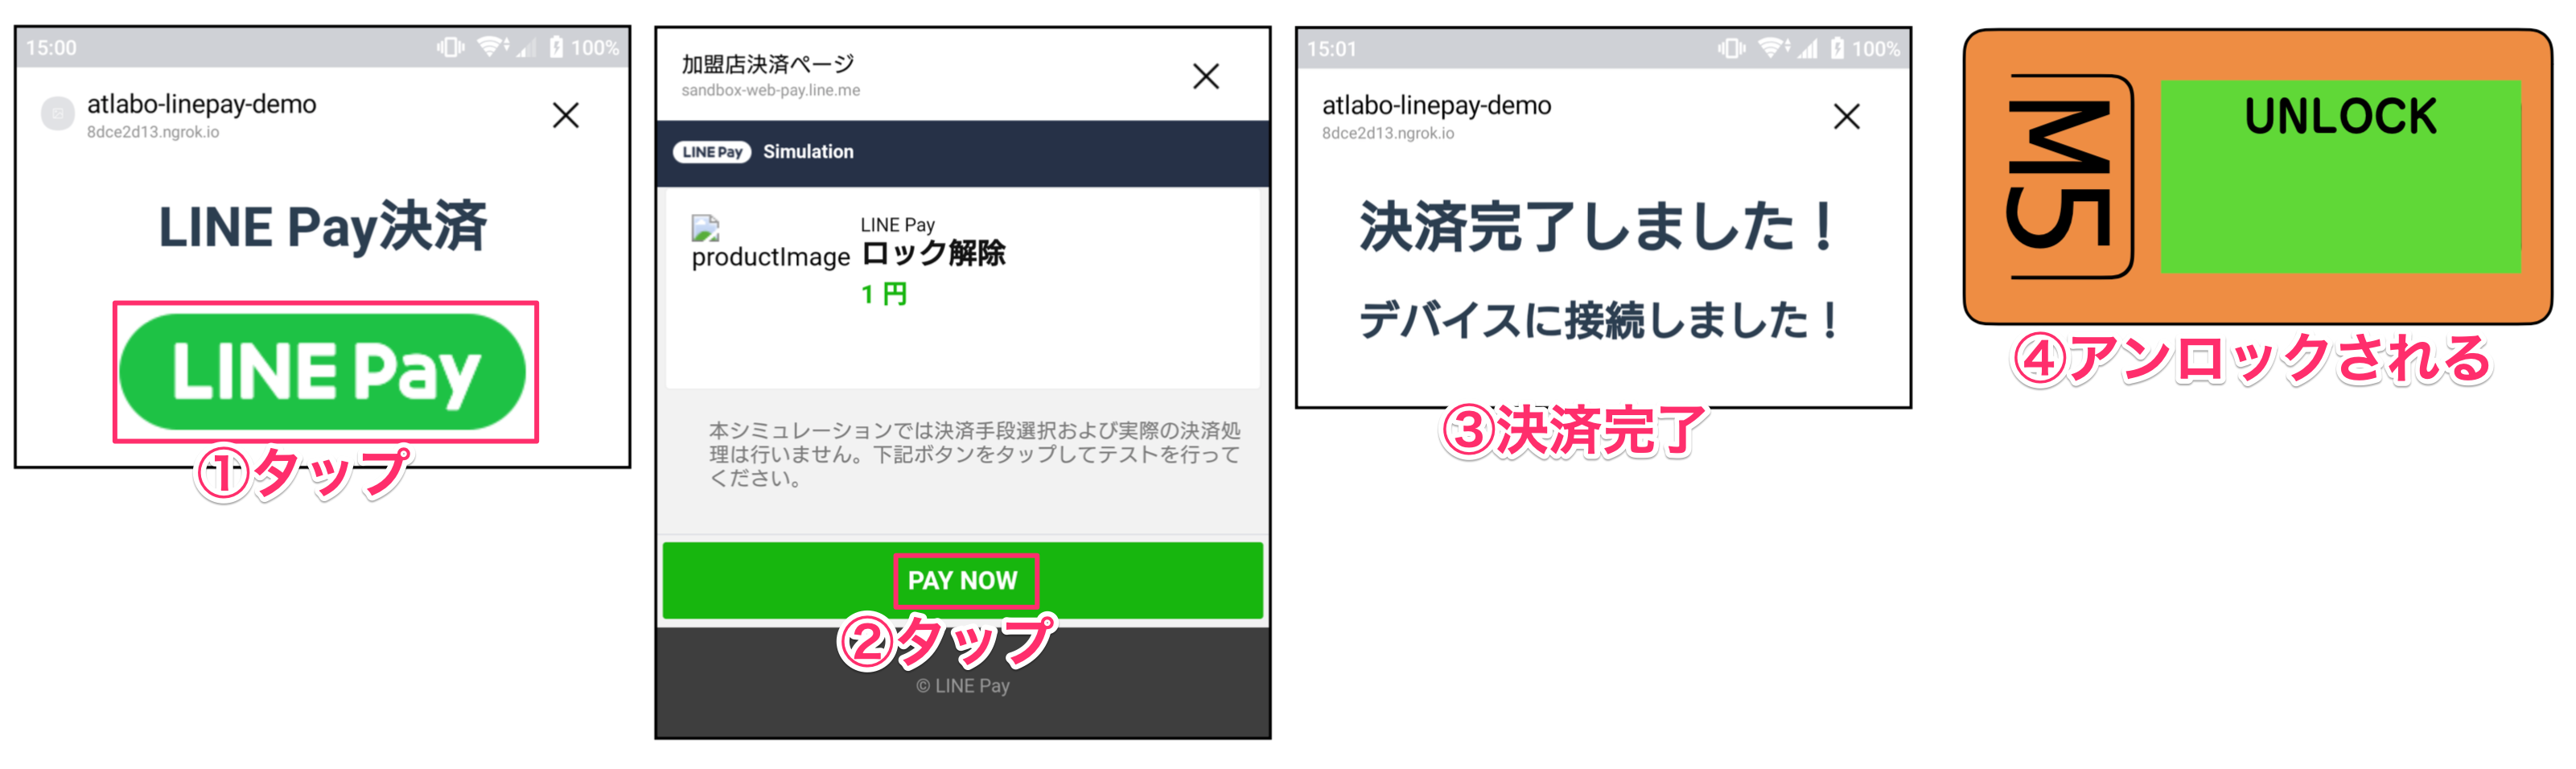 15:00
100%
atlabo-linepay-demo
8dce2d13.ngrok.io
LINE Pay決済
LINE Pay
①タップ
加盟店決済ページ
sandbox-web-pay.line.me
LINE Pay Simulation
LINE Pay
productImage ロック解除
1 円
本シミュレーションでは決済手段選択および実際の決済処
理は行いません。下記ボタンをタップしてテストを行って
ください。
PAY NOW
②タップ
© LINE Pay
15:01
100%
atlabo-linepay-demo
8dce2d13.ngrok.io
決済完了しました！
デバイスに接続しました！
③決済完了
M5
UNLOCK
④アンロックされる